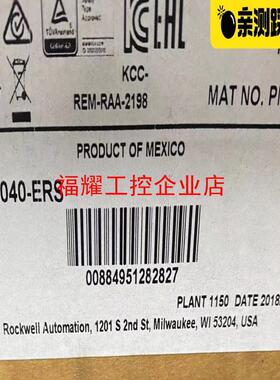 亲测
KCC-
REM-RAA-2198
MAT NO. P
PRODUCT OF MEXICO
福耀工控企业店
040-ERS
00884951282827
PLANT 1150 DATE 2018
Rockwell Automation, 1201 S 2nd St, Milwaukee, WI 53204, USA